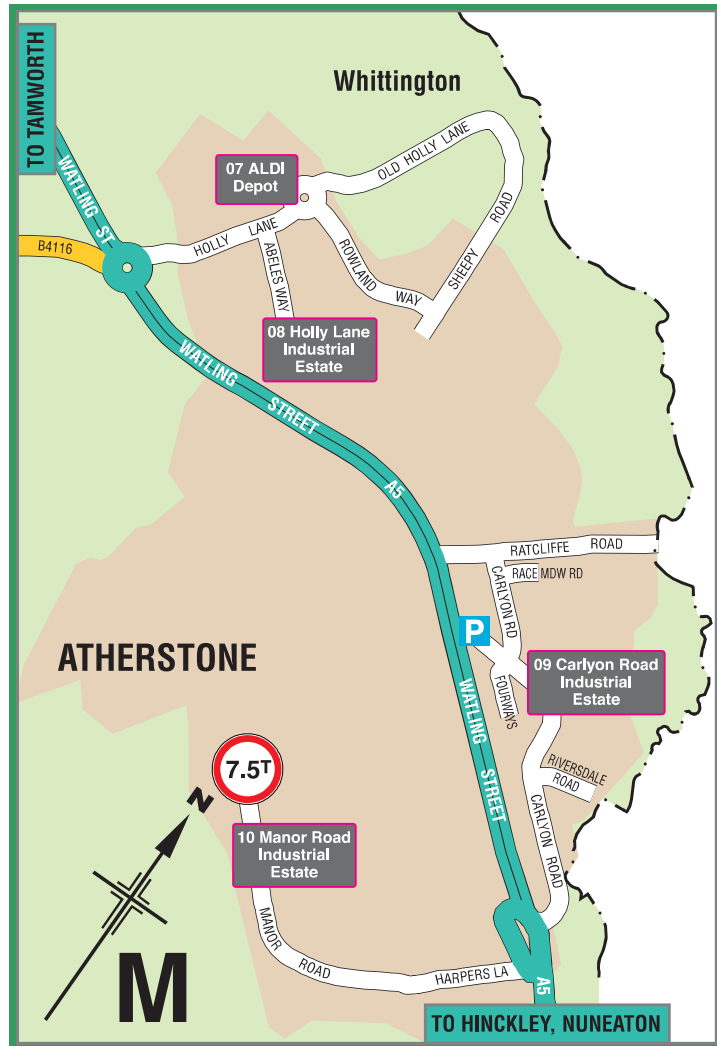 TO TAMWORTH
Whittington
WATLING ST
B4116
07 ALDI
Depot
OLD HOLLY LANE
HOLLY LANE
ABELES WAY
ROWLAND WAY
SHEEPY ROAD
08 Holly Lane
Industrial
Estate
WATLING STREET
A5
RATCLIFFE ROAD
RACE MDW RD
CARLYON RD
P
ATHERSTONE
09 Carlyon Road
Industrial
Estate
FOURWAYS
WATLING STREET
RIVERSDALE
ROAD
CARLYON ROAD
7.5T
N
10 Manor Road
Industrial
Estate
MANOR ROAD
HARPERS LA
A5
M
TO HINCKLEY, NUNEATON